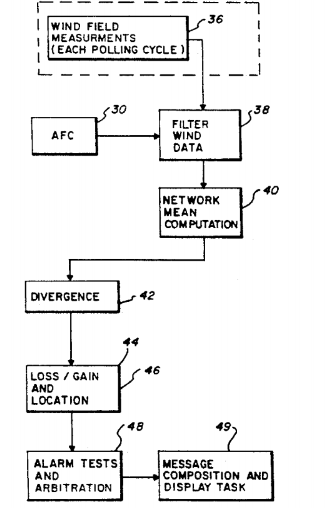 WIND FIELD
MEASURMENTS
(EACH POLLING CYCLE)
36
30
AFC
FILTER
WIND
DATA
38
NETWORK
MEAN
COMPUTATION
40
DIVERGENCE
42
44
LOSS / GAIN
AND
LOCATION
46
48
ALARM TESTS
AND
ARBITRATION
49
MESSAGE
COMPOSITION AND
DISPLAY TASK